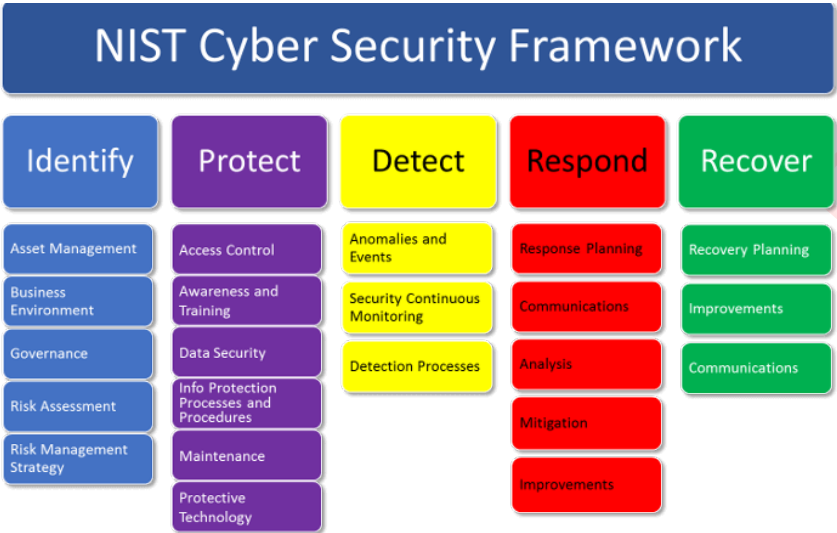 NIST Cyber Security Framework
Identify
Asset Management
Business
Environment
Governance
Risk Assessment
Risk Management
Strategy
Protect
Access Control
Awareness and
Training
Data Security
Info Protection
Processes and
Procedures
Maintenance
Protective
Technology
Detect
Anomalies and
Events
Security Continuous
Monitoring
Detection Processes
Respond
Response Planning
Communications
Analysis
Mitigation
Improvements
Recover
Recovery Planning
Improvements
Communications